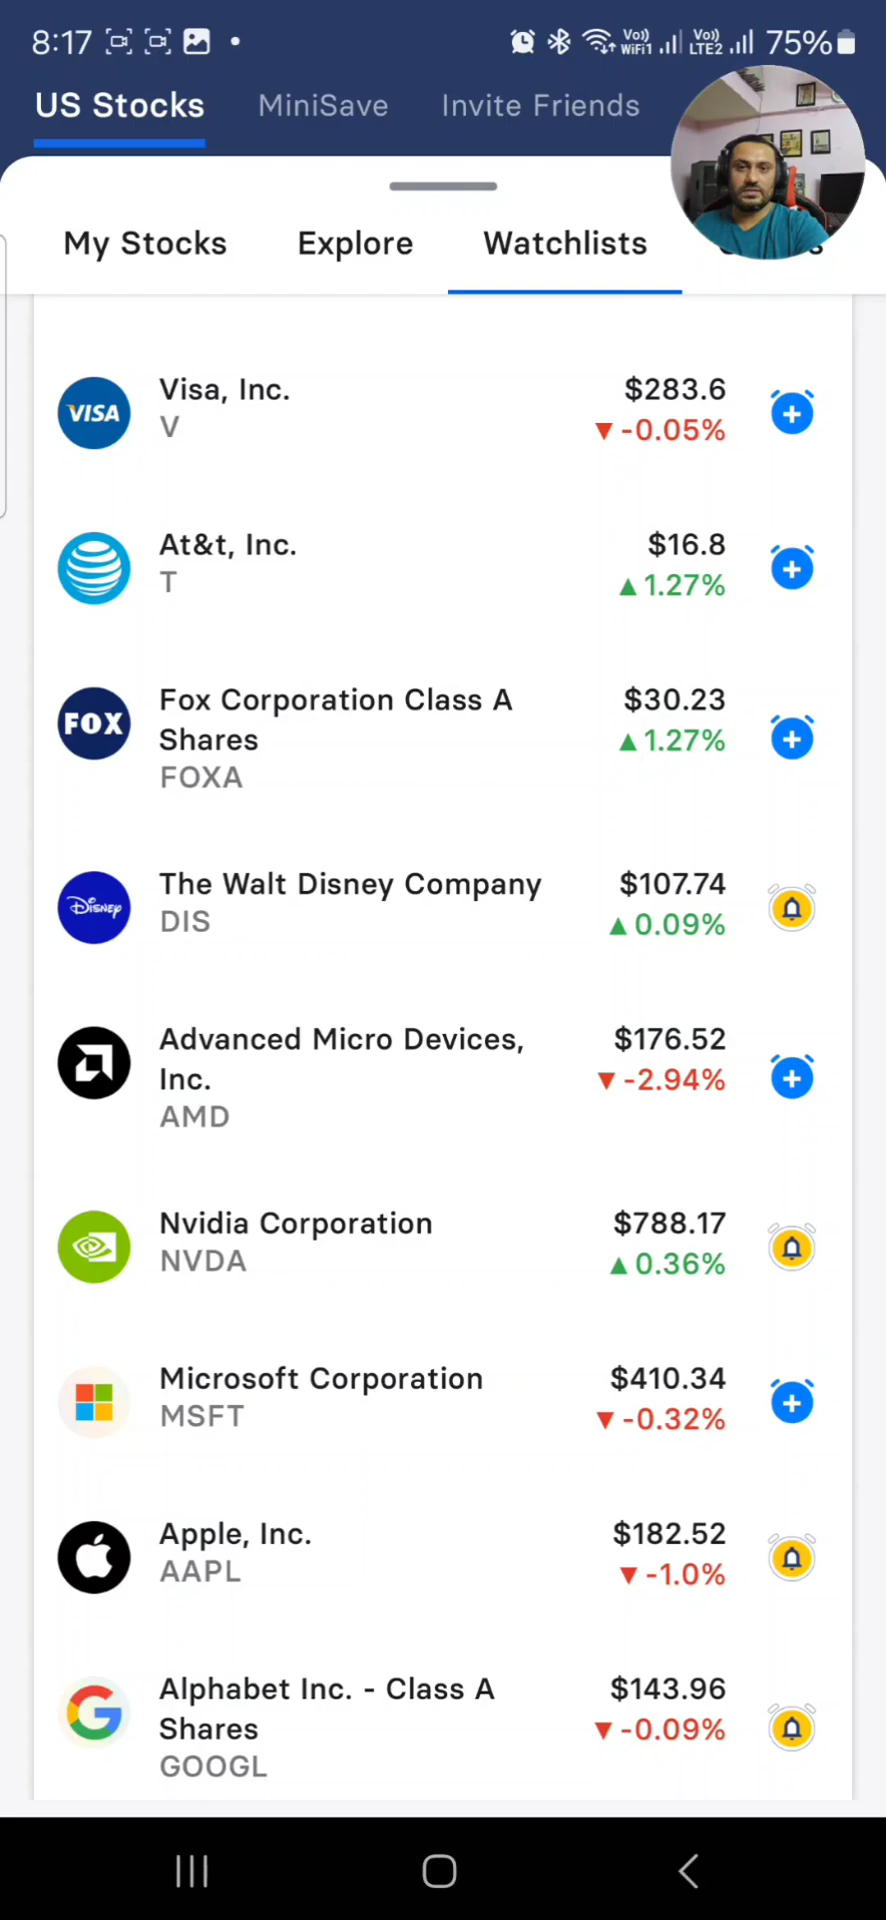 8:17
Vo)) WiFi1 Vo)) LTE2 75%
US Stocks MiniSave Invite Friends
My Stocks Explore Watchlists
VISA
Visa, Inc. $283.6
V ▼ -0.05%
At&t, Inc. $16.8
T ▲ 1.27%
FOX
Fox Corporation Class A $30.23
Shares ▲ 1.27%
FOXA
Disney
The Walt Disney Company $107.74
DIS ▲ 0.09%
Advanced Micro Devices, $176.52
Inc. ▼ -2.94%
AMD
Nvidia Corporation $788.17
NVDA ▲ 0.36%
Microsoft Corporation $410.34
MSFT ▼ -0.32%
Apple, Inc. $182.52
AAPL ▼ -1.0%
Alphabet Inc. - Class A $143.96
Shares ▼ -0.09%
GOOGL